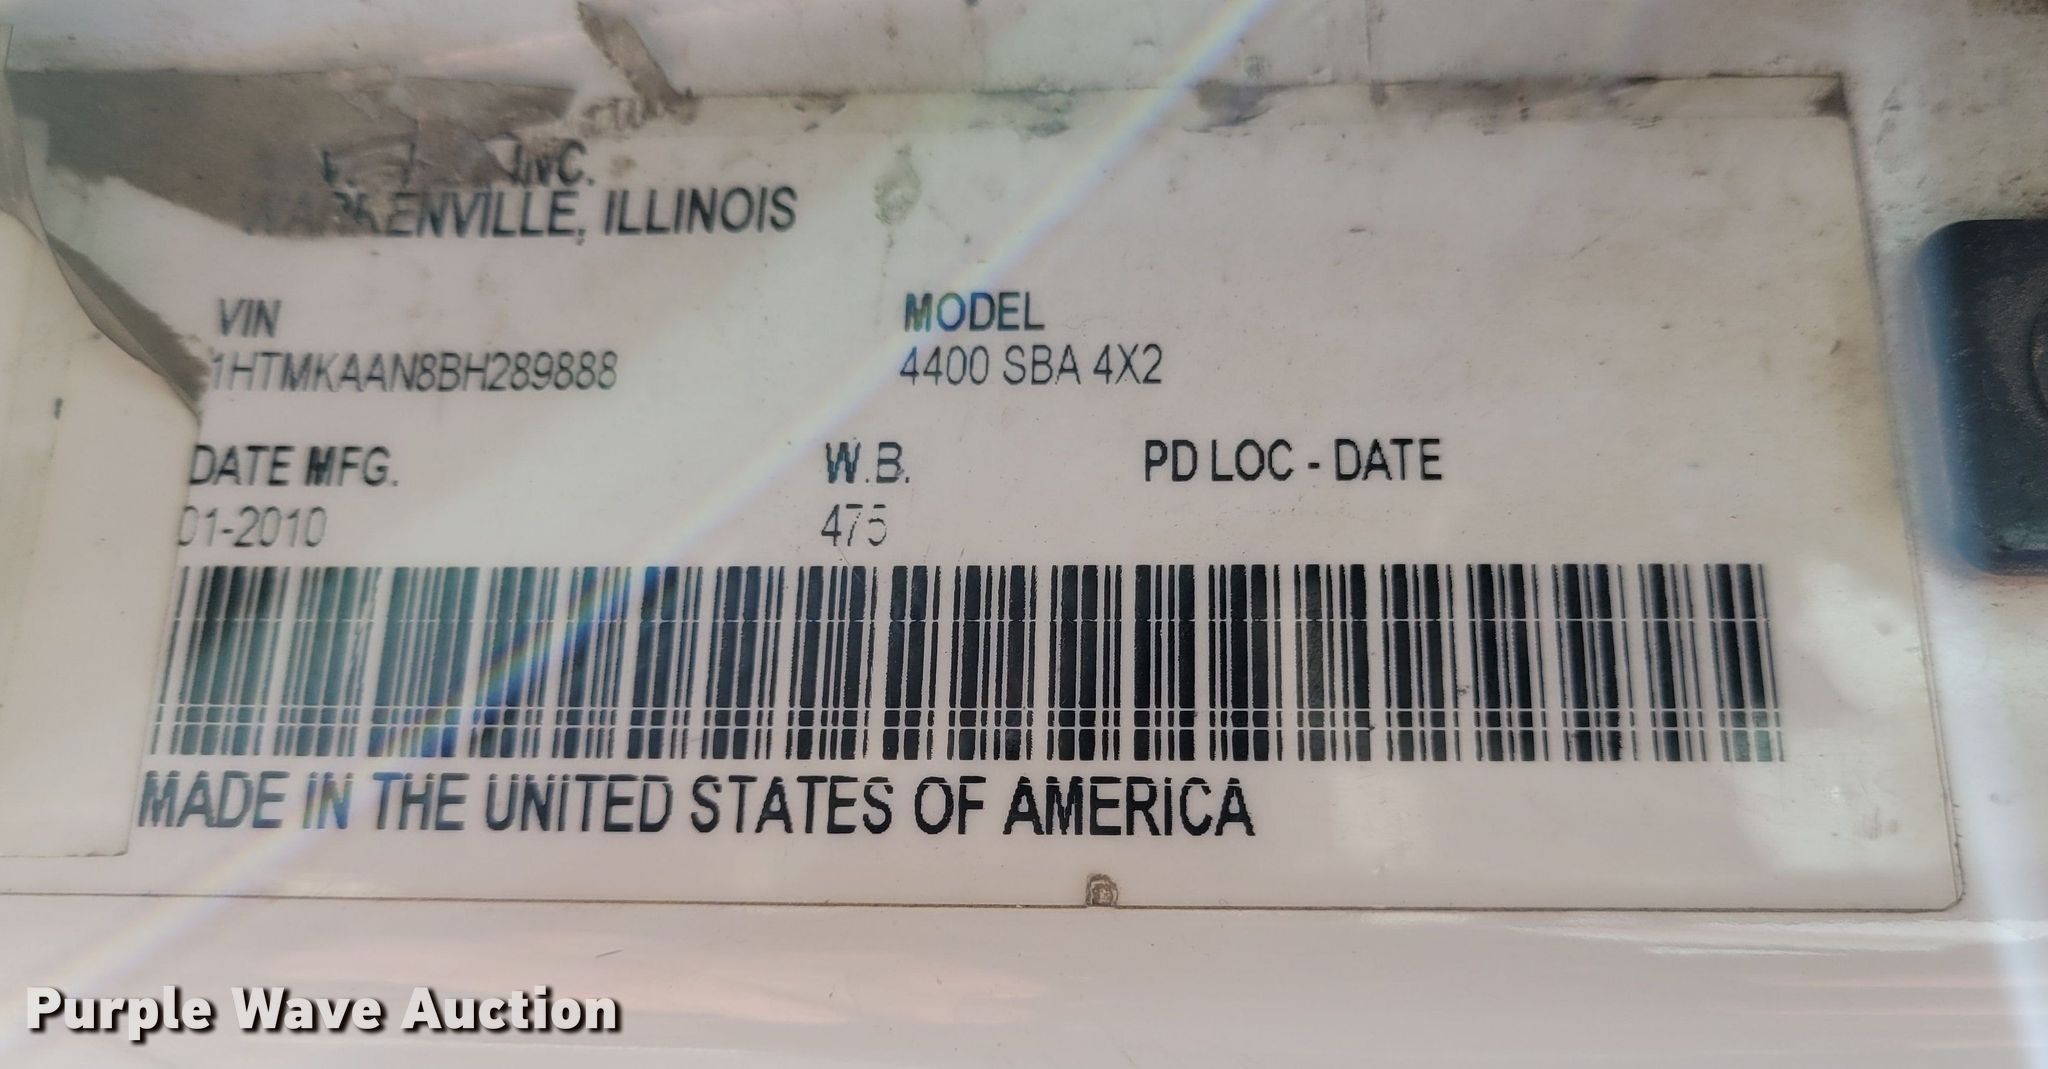 INC.
WARRENVILLE, ILLINOIS
VIN MODEL
1HTMKAAN8BH289888 4400 SBA 4X2
DATE MFG. W.B. PD LOC - DATE
01-2010 475
MADE IN THE UNITED STATES OF AMERICA
Purple Wave Auction